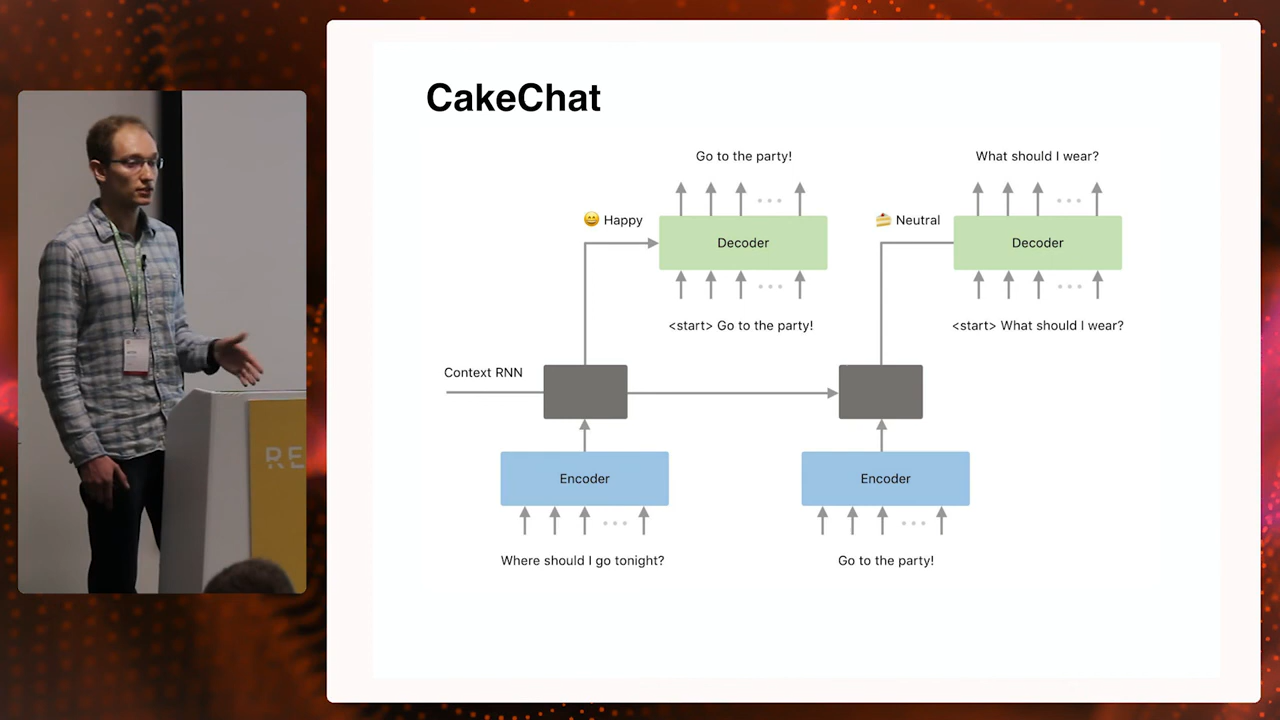 CakeChat
Go to the party!
What should I wear?
Happy
Neutral
Decoder
Decoder
<start> Go to the party!
<start> What should I wear?
Context RNN
Encoder
Encoder
Where should I go tonight?
Go to the party!
RE